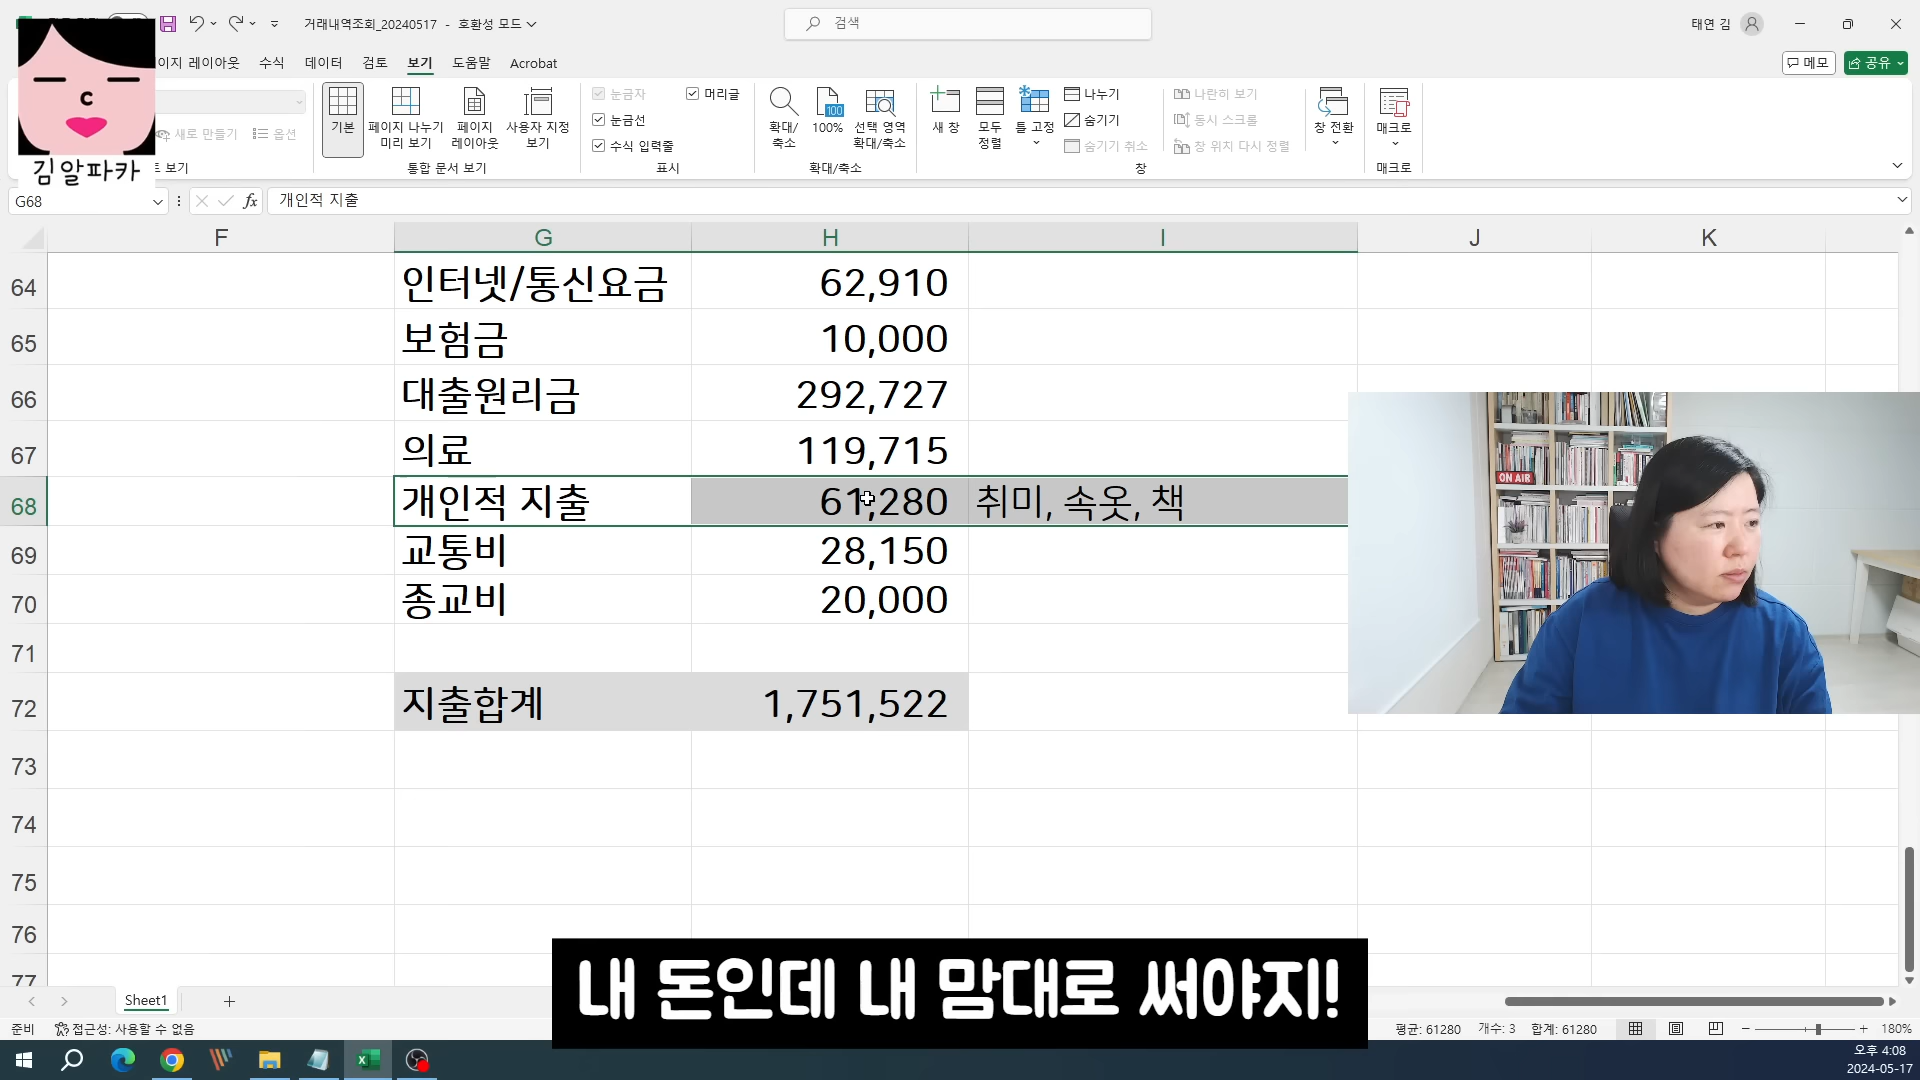 거래내역조회_20240517 - 호환성 모드
검색
태연 김
이지 레이아웃 수식 데이터 검토 보기 도움말 Acrobat
메모
공유
새로 만들기
옵션
트 보기
기본
페이지 나누기 미리 보기
페이지 레이아웃
사용자 지정 보기
통합 문서 보기
눈금자
눈금선
수식 입력줄
머리글
표시
확대/축소
100%
선택 영역 확대/축소
확대/축소
새 창
모두 정렬
틀 고정
나누기
숨기기
숨기기 취소
나란히 보기
동시 스크롤
창 위치 다시 정렬
창 전환
창
매크로
매크로
c
김알파카
G68
fx
개인적 지출
F G H I J K
64 인터넷/통신요금 62,910
65 보험금 10,000
66 대출원리금 292,727
67 의료 119,715
68 개인적 지출 61,280 취미, 속옷, 책
69 교통비 28,150
70 종교비 20,000
71
72 지출합계 1,751,522
73
74
75
76
77
ON AIR
내 돈인데 내 맘대로 써야지!
Sheet1
준비
접근성: 사용할 수 없음
평균: 61280 개수: 3 합계: 61280
180%
오후 4:08
2024-05-17